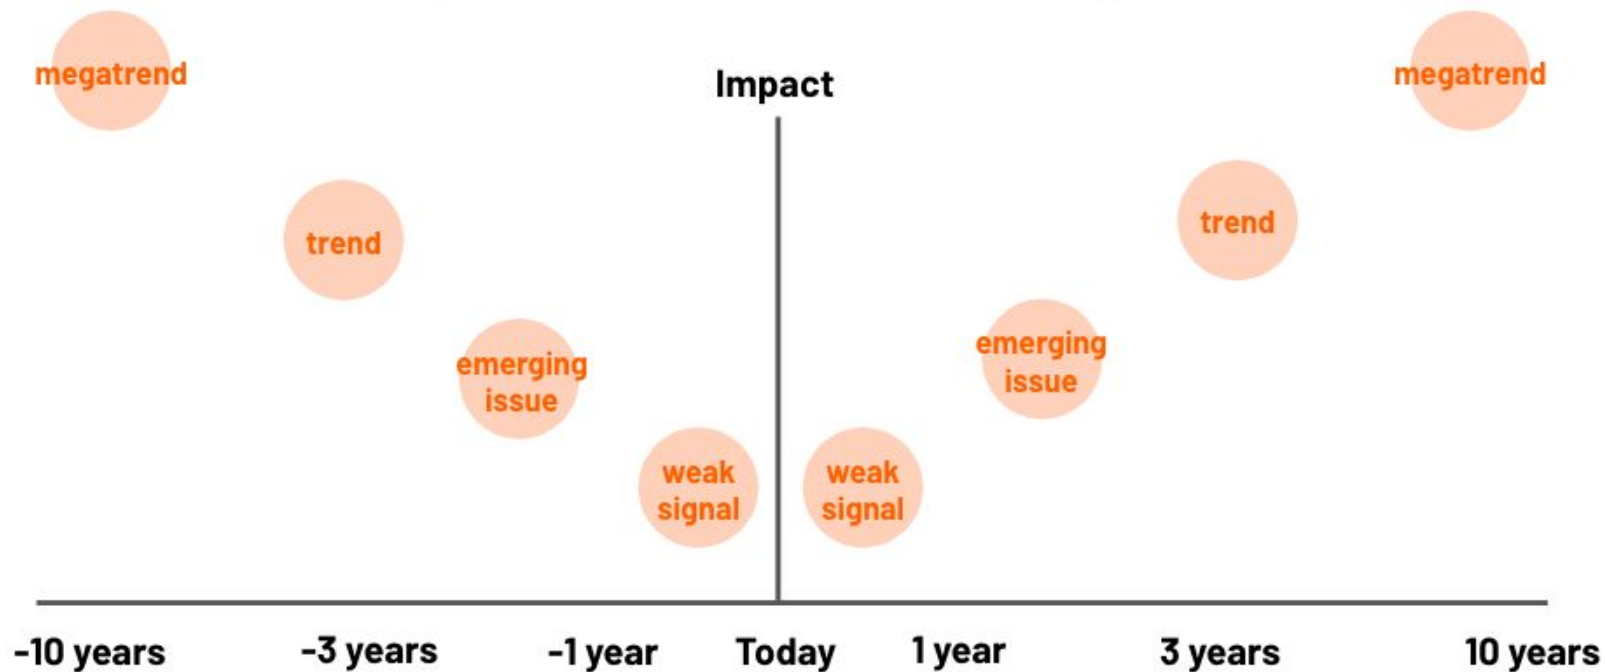 megatrend
megatrend
Impact
trend
trend
emerging
issue
emerging
issue
weak
signal
weak
signal
-10 years
-3 years
-1 year
Today
1 year
3 years
10 years